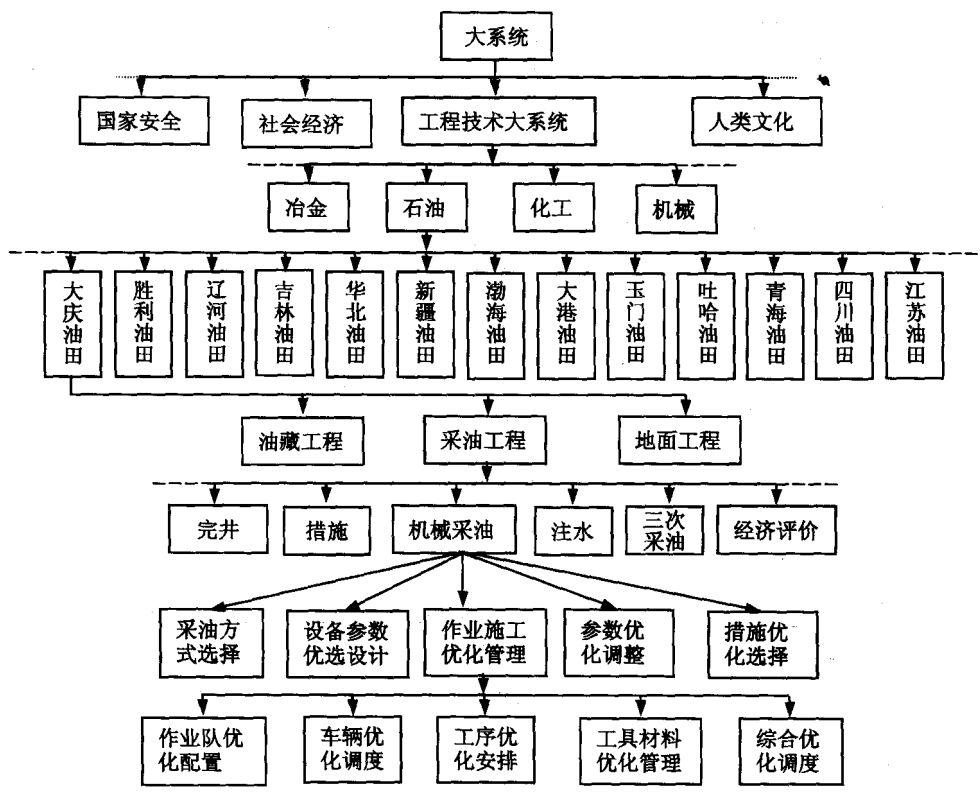 大系统
国家安全
社会经济
工程技术大系统
人类文化
冶金
石油
化工
机械
大庆油田
胜利油田
辽河油田
吉林油田
华北油田
新疆油田
渤海油田
大港油田
玉门油田
吐哈油田
青海油田
四川油田
江苏油田
油藏工程
采油工程
地面工程
完井
措施
机械采油
注水
三次
采油
经济评价
采油方
式选择
设备参数
优选设计
作业施工
优化管理
参数优
化调整
措施优
化选择
作业队优
化配置
车辆优
化调度
工序优
化安排
工具材料
优化管理
综合优
化调度